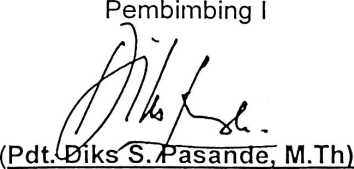 Pembimbing I
(Pdt. Diks S. Pasande, M.Th)